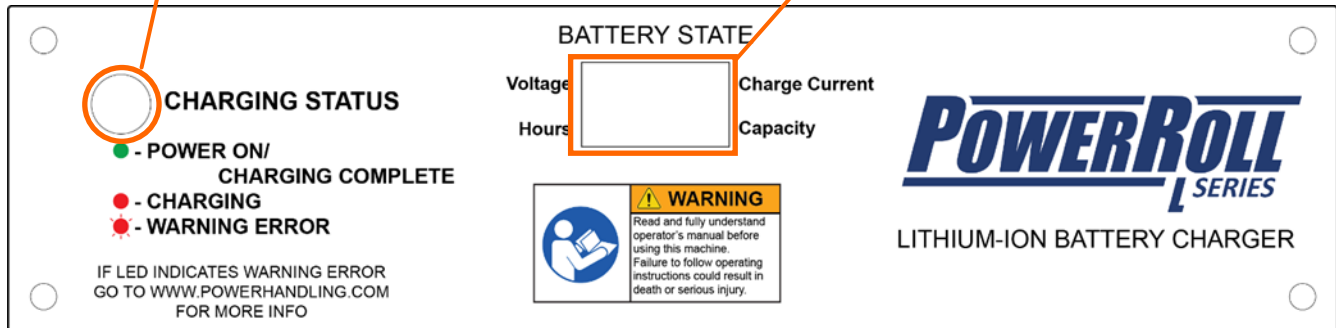 CHARGING STATUS
- POWER ON/
CHARGING COMPLETE
- CHARGING
- WARNING ERROR
IF LED INDICATES WARNING ERROR
GO TO WWW.POWERHANDLING.COM
FOR MORE INFO
BATTERY STATE
Voltage
Charge Current
Hours
Capacity
WARNING
Read and fully understand
operator's manual before
using this machine.
Failure to follow operating
instructions could result in
death or serious injury.
POWERROLL
L SERIES
LITHIUM-ION BATTERY CHARGER